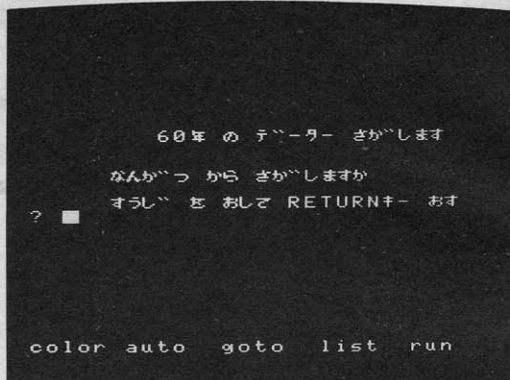 60年 の データー さがします
なんがつ から さがしますか
すうじ を おして RETURNキー おす
? 
color auto goto list run